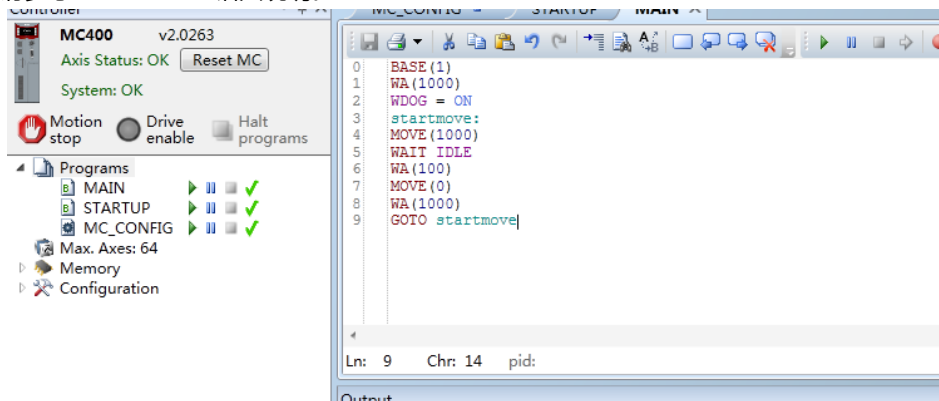 Controller
MC_CONFIG
STARTUP
MAIN
MC400 v2.0263
Axis Status: OK Reset MC
System: OK
Motion stop
Drive enable
Halt programs
Programs
MAIN
STARTUP
MC_CONFIG
Max. Axes: 64
Memory
Configuration
0 BASE(1)
1 WA(1000)
2 WDOG = ON
3 startmove:
4 MOVE(1000)
5 WAIT IDLE
6 WA(100)
7 MOVE(0)
8 WA(1000)
9 GOTO startmove
Ln: 9 Chr: 14 pid:
Output